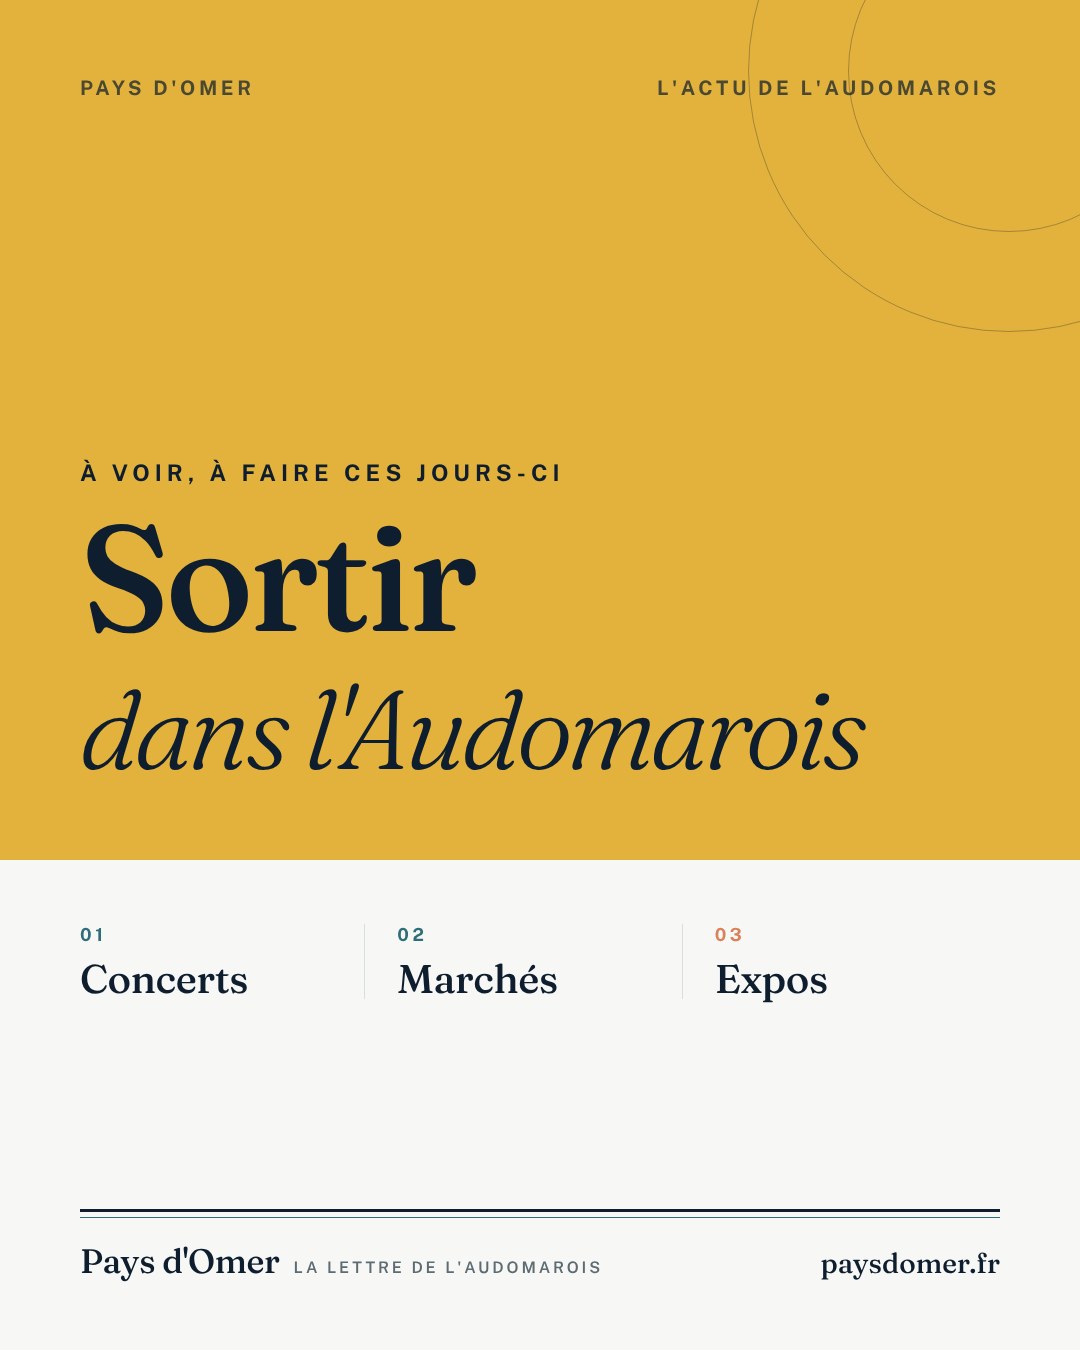 PAYS D'OMER
L'ACTU DE L'AUDOMAROIS
À VOIR, À FAIRE CES JOURS-CI
Sortir
dans l'Audomarois
01
Concerts
02
Marchés
03
Expos
Pays d'Omer LA LETTRE DE L'AUDOMAROIS
paysdomer.fr